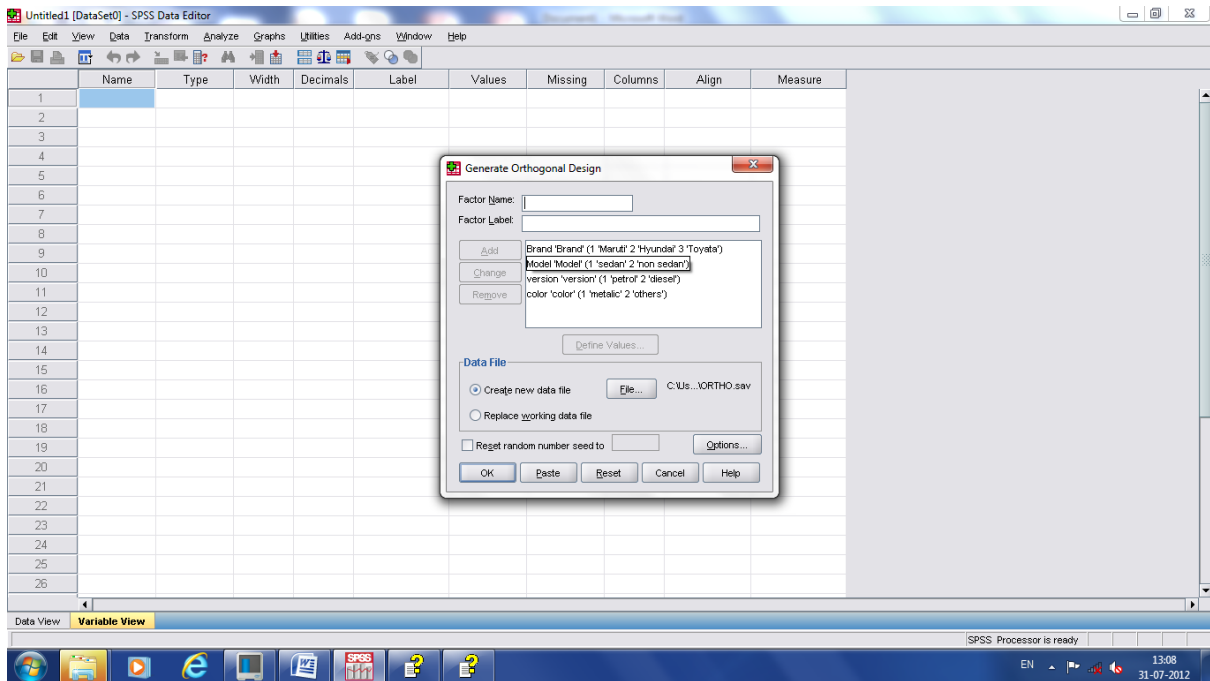 Untitled1 [DataSet0] - SPSS Data Editor
File Edit View Data Transform Analyze Graphs Utilities Add-ons Window Help
Name Type Width Decimals Label Values Missing Columns Align Measure
1
2
3
4
5
6
7
8
9
10
11
12
13
14
15
16
17
18
19
20
21
22
23
24
25
26
Generate Orthogonal Design
Factor Name:
Factor Label:
Add
Change
Remove
Brand 'Brand' (1 'Maruti' 2 'Hyundai' 3 'Toyata')
Model 'Model' (1 'sedan' 2 'non sedan')
version 'version' (1 'petrol' 2 'diesel')
color 'color' (1 'metalic' 2 'others')
Define Values...
Data File
Create new data file File... C:\Us...\ORTHO.sav
Replace working data file
Reset random number seed to Options...
OK Paste Reset Cancel Help
Data View Variable View
SPSS Processor is ready
SPSS
EN 13:08
31-07-2012